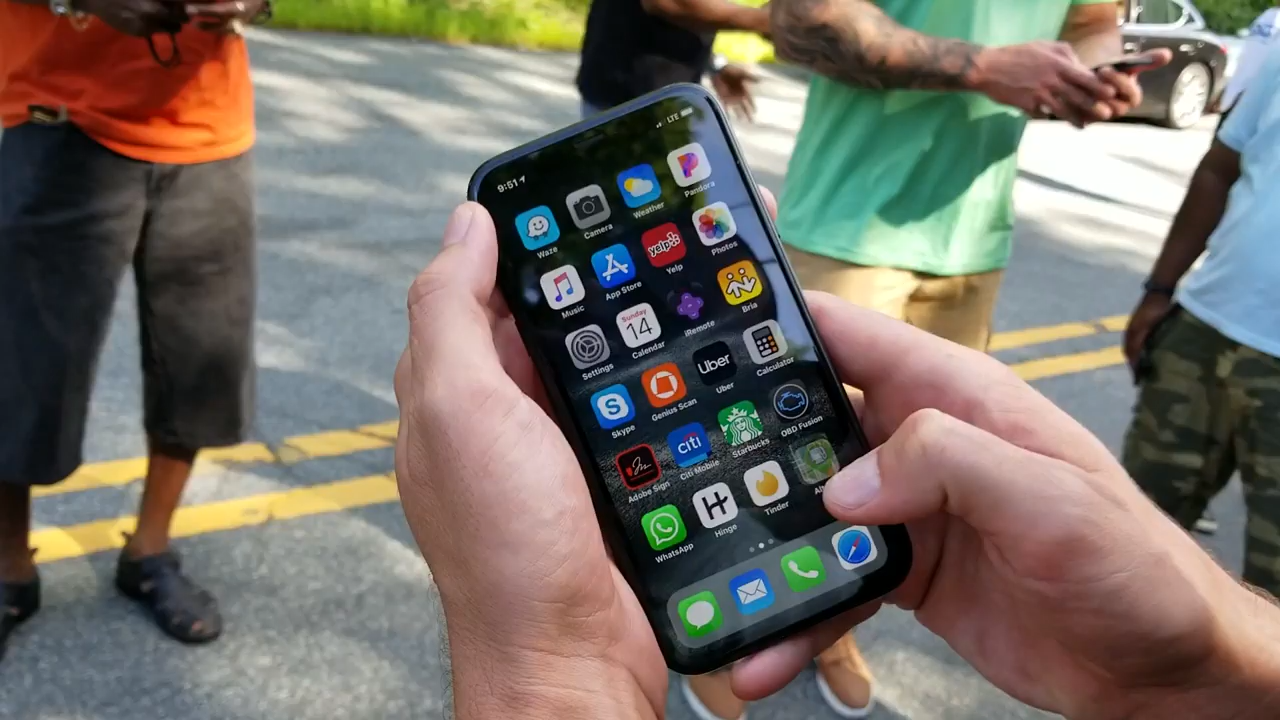 9:51
LTE
Waze
Camera
Weather
Pandora
Music
App Store
yelp
Yelp
Photos
Settings
Sunday
14
Calendar
iRemote
Bria
Skype
Genius Scan
Uber
Uber
Calculator
Adobe Sign
citi
Citi Mobile
Starbucks
OBD Fusion
WhatsApp
H
Hinge
Tinder